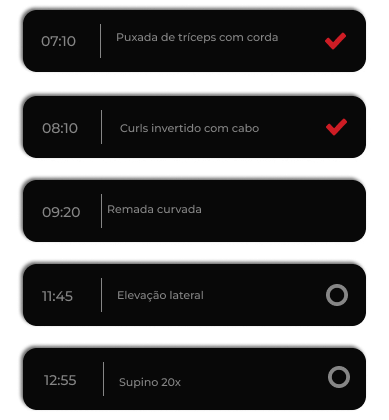 07:10 Puxada de tríceps com corda
08:10 Curls invertido com cabo
09:20 Remada curvada
11:45 Elevação lateral
12:55 Supino 20x